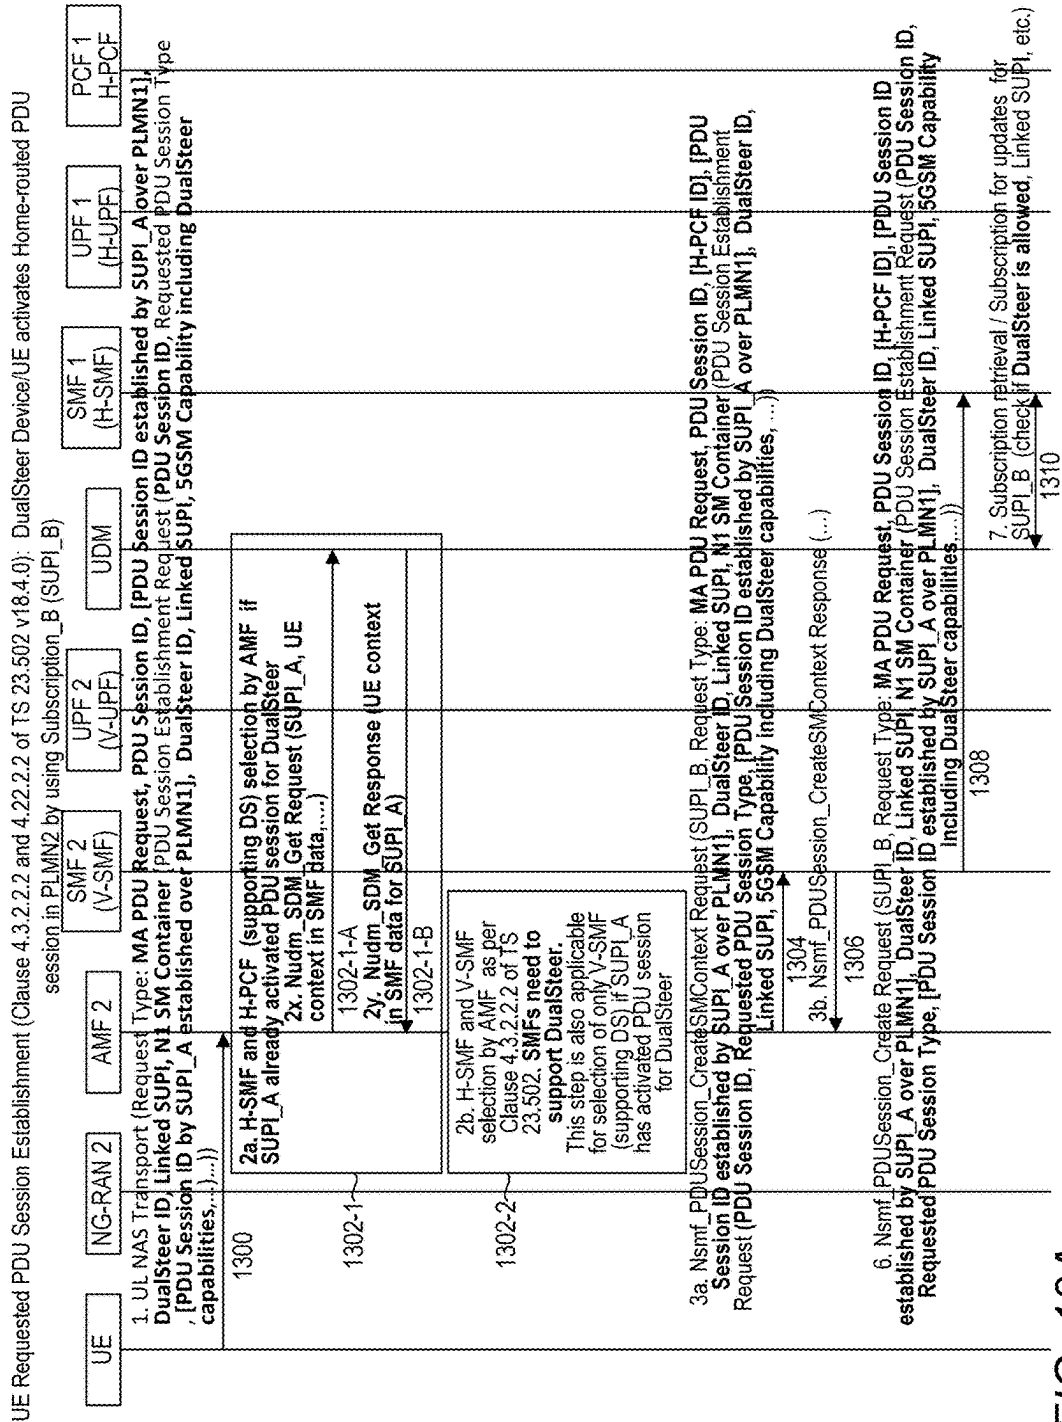 UE Requested PDU Session Establishment (Clause 4.3.2.2.2 and 4.22.2.2 of TS 23.502 v18.4.0): DualSteer Device/UE activates Home-routed PDU
session in PLMN2 by using Subscription_B (SUPI_B)
UE
NG-RAN 2
AMF 2
SMF 2
(V-SMF)
UPF 2
(V-UPF)
UDM
SMF 1
(H-SMF)
UPF 1
(H-UPF)
PCF 1
H-PCF
1. UL NAS Transport (Request Type: MA PDU Request, PDU Session ID, [PDU Session ID established by SUPI_A over PLMN1],
DualSteer ID, Linked SUPI, N1 SM Container [PDU Session Establishment Request (PDU Session ID, Requested PDU Session Type
, [PDU Session ID by SUPI_A established over PLMN1], DualSteer ID, Linked SUPI, 5GSM Capability including DualSteer
capabilities,...)...))
1300
2a. H-SMF and H-PCF (supporting DS) selection by AMF if
SUPI_A already activated PDU session for DualSteer
2x. Nudm_SDM_Get Request (SUPI_A, UE
context in SMF data,...)
1302-1-A
2y, Nudm_SDM_Get Response (UE context
in SMF data for SUPI_A)
1302-1-B
1302-1
2b. H-SMF and V-SMF
selection by AMF as per
Clause 4.3.2.2.2 of TS
23.502. SMFs need to
support DualSteer.
This step is also applicable
for selection of only V-SMF
(supporting DS) if SUPI_A
has activated PDU session
for DualSteer
1302-2
3a. Nsmf_PDUSession_CreateSMContext Request (SUPI_B, Request Type: MA PDU Request, PDU Session ID, [H-PCF ID], [PDU
Session ID established by SUPI_A over PLMN1], DualSteer ID, Linked SUPI, N1 SM Container (PDU Session Establishment
Request (PDU Session ID, Requested PDU Session Type, [PDU Session ID established by SUPI_A over PLMN1], DualSteer ID,
Linked SUPI, 5GSM Capability including DualSteer capabilities, ...))
1304
3b. Nsmf_PDUSession_CreateSMContext Response (...)
1306
6. Nsmf_PDUSession_Create Request (SUPI_B, Request Type: MA PDU Request, PDU Session ID, [H-PCF ID], [PDU Session ID
established by SUPI_A over PLMN1], DualSteer ID, Linked SUPI, N1 SM Container (PDU Session Establishment Request (PDU Session ID,
Requested PDU Session Type, [PDU Session ID established by SUPI_A over PLMN1], DualSteer ID, Linked SUPI, 5GSM Capability
including DualSteer capabilities,...))
1308
7. Subscription retrieval / Subscription for updates for
SUPI_B (check if DualSteer is allowed, Linked SUPI, etc.)
1310